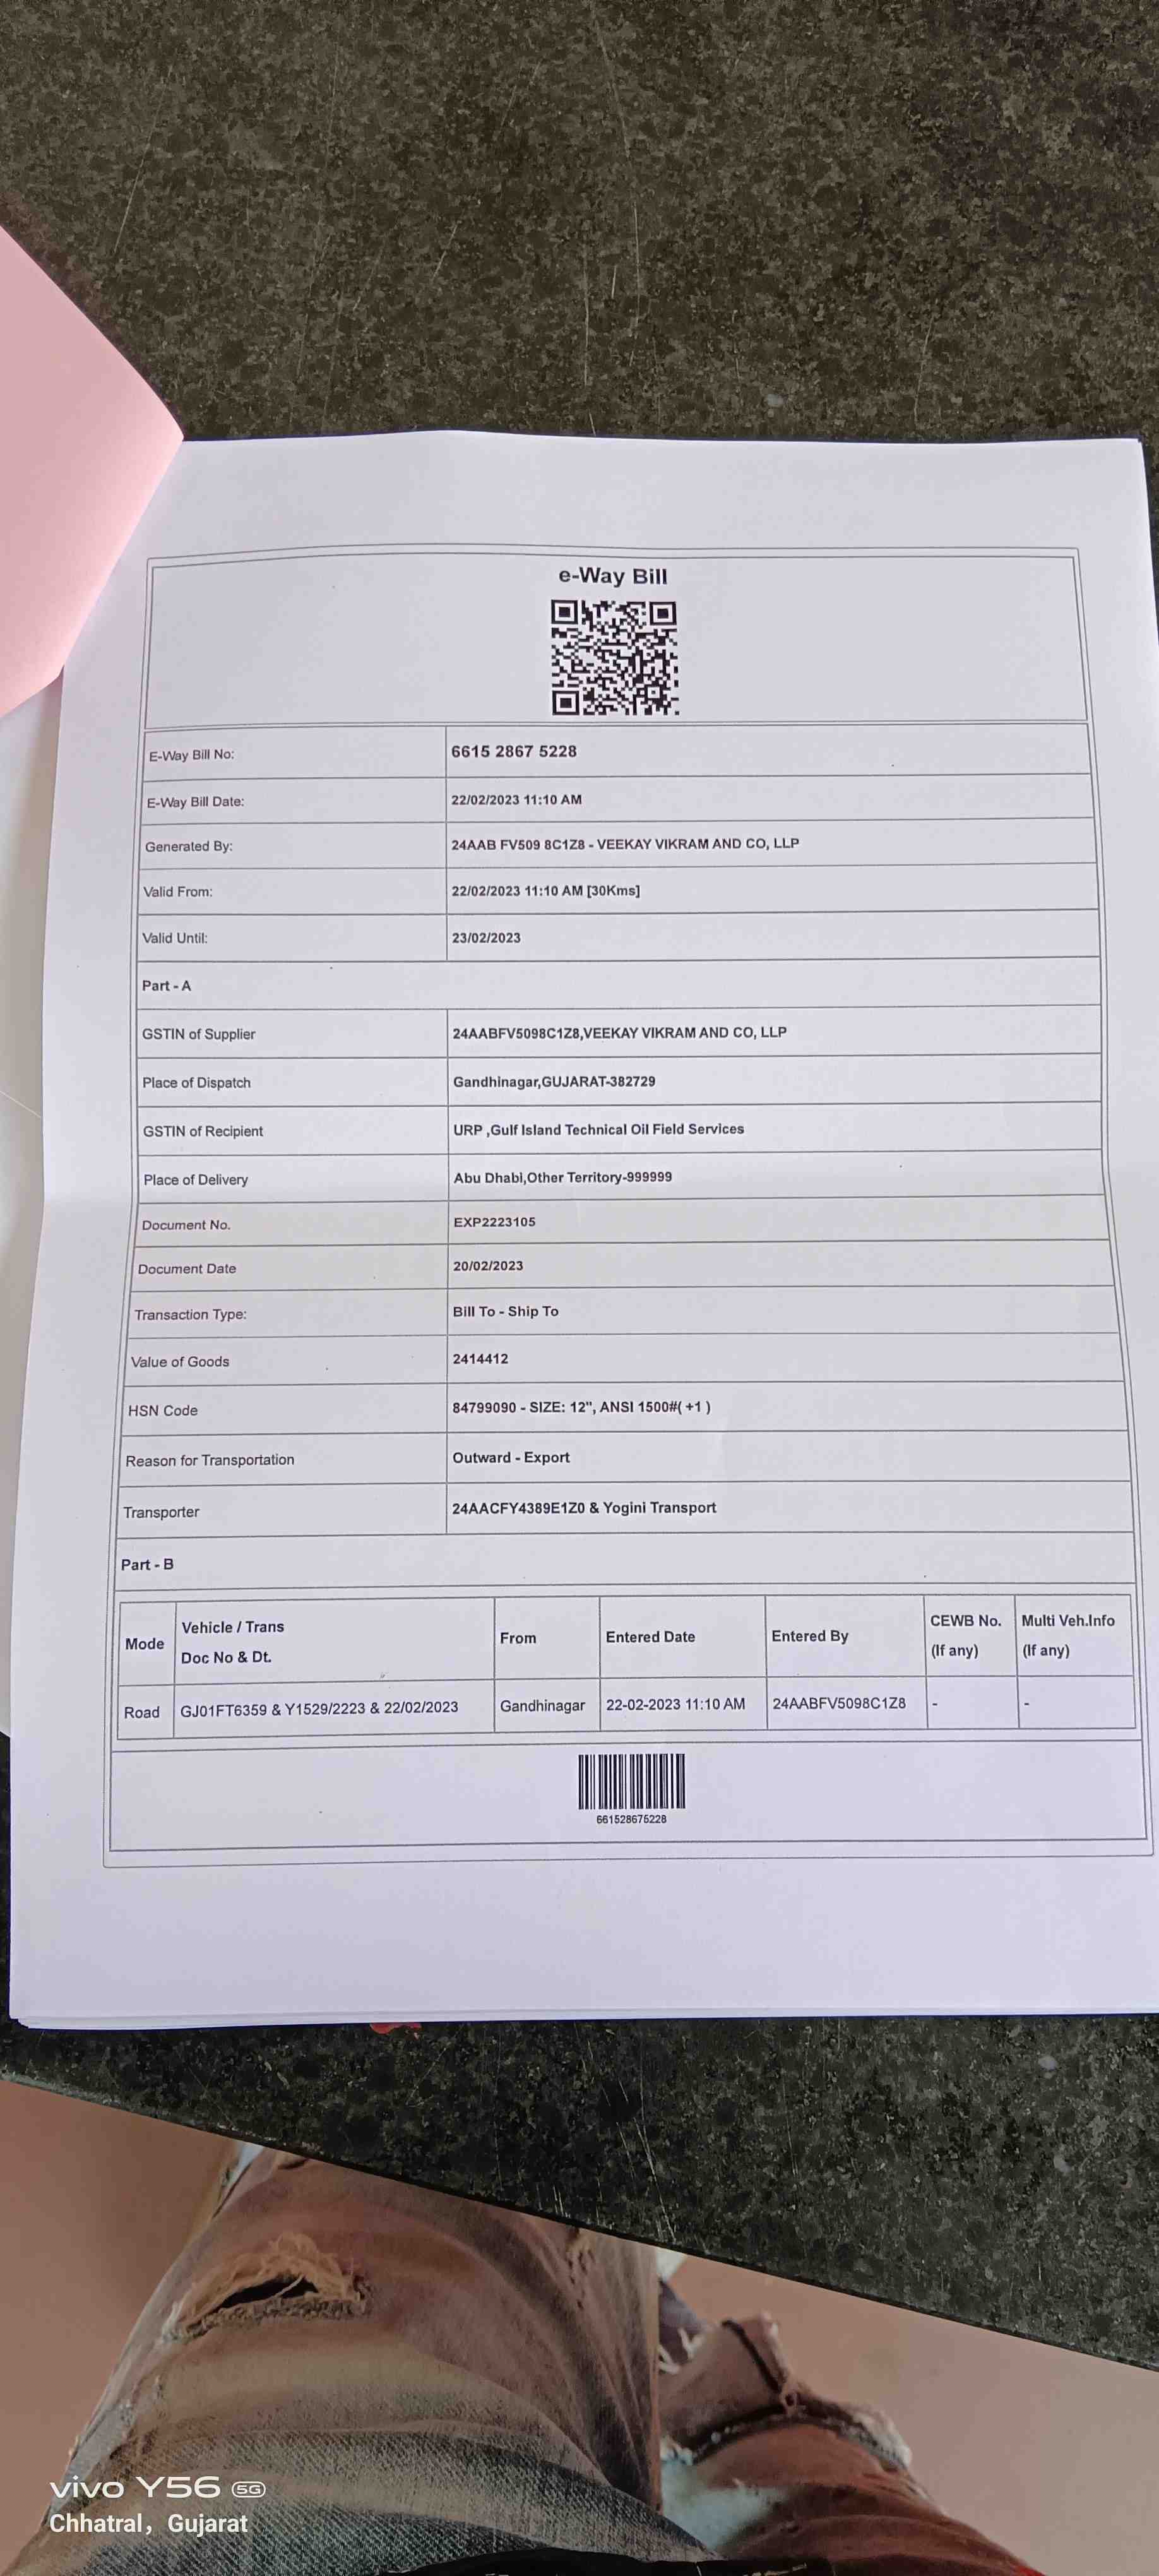 e-Way Bill
E-Way Bill No: 6615 2867 5228
E-Way Bill Date: 22/02/2023 11:10 AM
Generated By: 24AAB FV509 8C1Z8 - VEEKAY VIKRAM AND CO, LLP
Valid From: 22/02/2023 11:10 AM [30Kms]
Valid Until: 23/02/2023
Part - A
GSTIN of Supplier 24AABFV5098C1Z8,VEEKAY VIKRAM AND CO, LLP
Place of Dispatch Gandhinagar,GUJARAT-382729
GSTIN of Recipient URP ,Gulf Island Technical Oil Field Services
Place of Delivery Abu Dhabi,Other Territory-999999
Document No. EXP2223105
Document Date 20/02/2023
Transaction Type: Bill To - Ship To
Value of Goods 2414412
HSN Code 84799090 - SIZE: 12", ANSI 1500#( +1 )
Reason for Transportation Outward - Export
Transporter 24AACFY4389E1Z0 & Yogini Transport
Part - B
Mode Vehicle / Trans Doc No & Dt. From Entered Date Entered By CEWB No. (If any) Multi Veh.Info (If any)
Road GJ01FT6359 & Y1529/2223 & 22/02/2023 Gandhinagar 22-02-2023 11:10 AM 24AABFV5098C1Z8 - -
661528675228
vivo Y56 5G
Chhatral, Gujarat